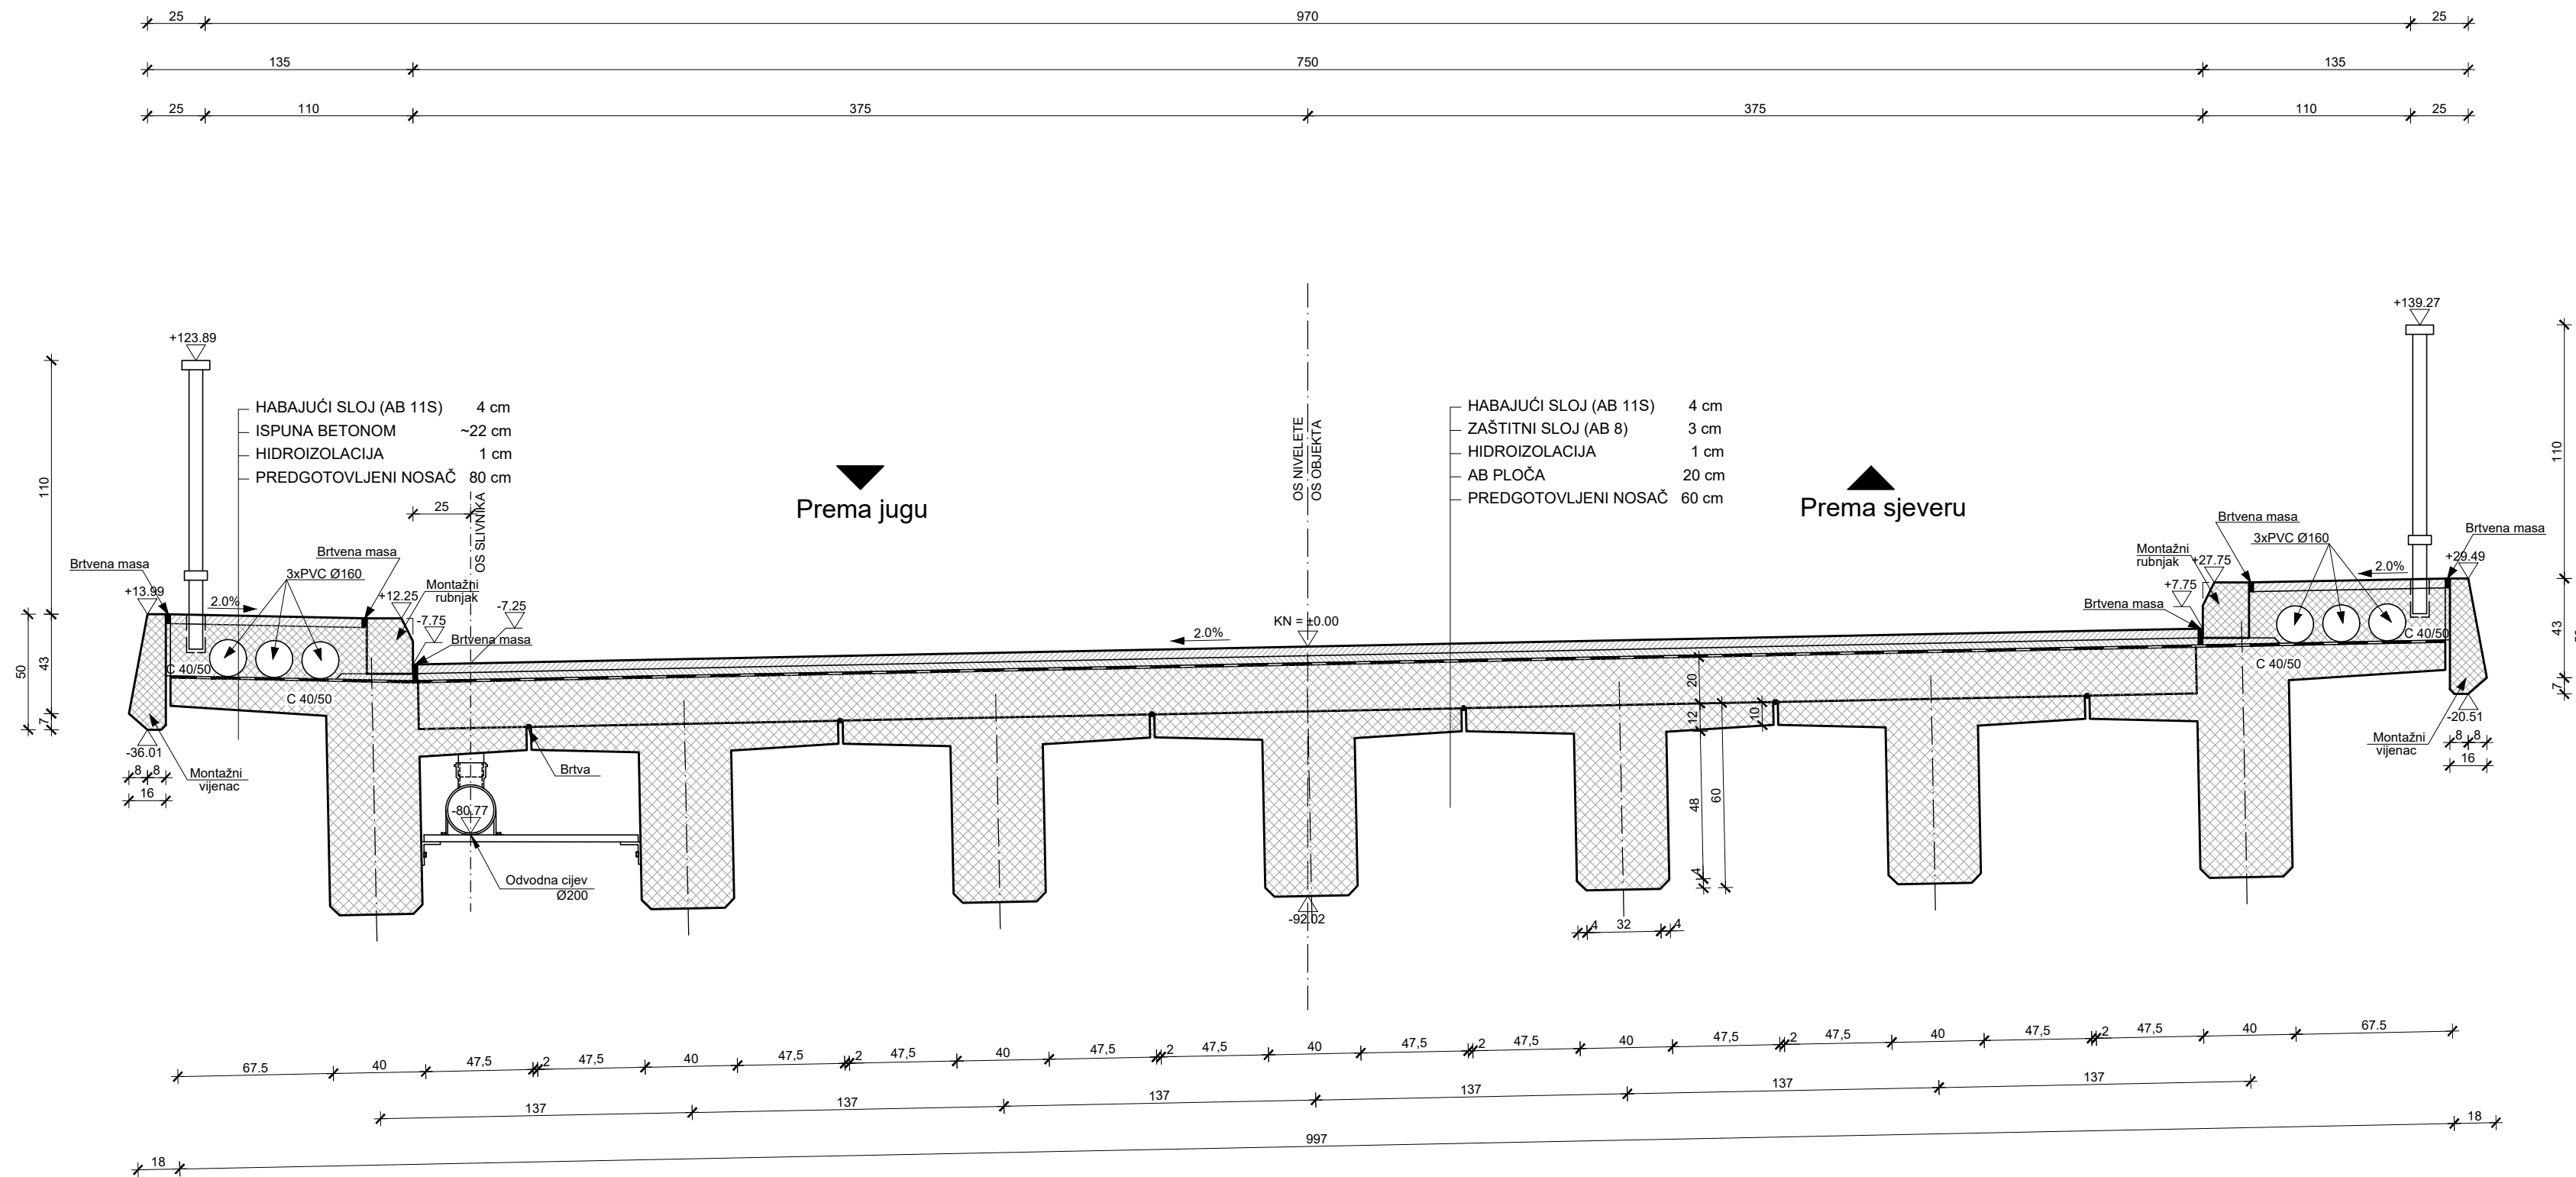 25 970 25
135 750 135
25 110 375 375 110 25
+139.27
+123.89
HABAJUĆI SLOJ (AB 11S) 4 cm
ISPUNA BETONOM ~22 cm
HIDROIZOLACIJA 1 cm
PREDGOTOVLJENI NOSAČ 80 cm
HABAJUĆI SLOJ (AB 11S) 4 cm
ZAŠTITNI SLOJ (AB 8) 3 cm
HIDROIZOLACIJA 1 cm
AB PLOČA 20 cm
PREDGOTOVLJENI NOSAČ 60 cm
OS NIVELETE
OS OBJEKTA
Prema jugu
Prema sjeveru
110
110
25
OS SLIVNIKA
Brtvena masa
Brtvena masa
3xPVC Ø160
Montažni
rubnjak
+13.99
2.0%
+12.25
-7.25
-7.75
Brtvena masa
C 40/50
C 40/50
50
43
7
-36.01
8 8
16
Montažni
vijenac
KN = ±0.00
2.0%
Brtvena masa
3xPVC Ø160
Brtvena masa
Montažni
rubnjak
+27.75
2.0%
+29.49
+7.75
Brtvena masa
C 40/50
C 40/50
43
7
-20.51
8 8
16
Montažni
vijenac
Brtva
-80.77
Odvodna cijev
Ø200
20
12
10
48
60
4
-92.02
4 32 4
67.5 40 47,5 2 47,5 40 47,5 2 47,5 40 47,5 2 47,5 40 47,5 2 47,5 40 47,5 2 47,5 40 47,5 2 47,5 40 67.5
137 137 137 137 137 137
18 997 18